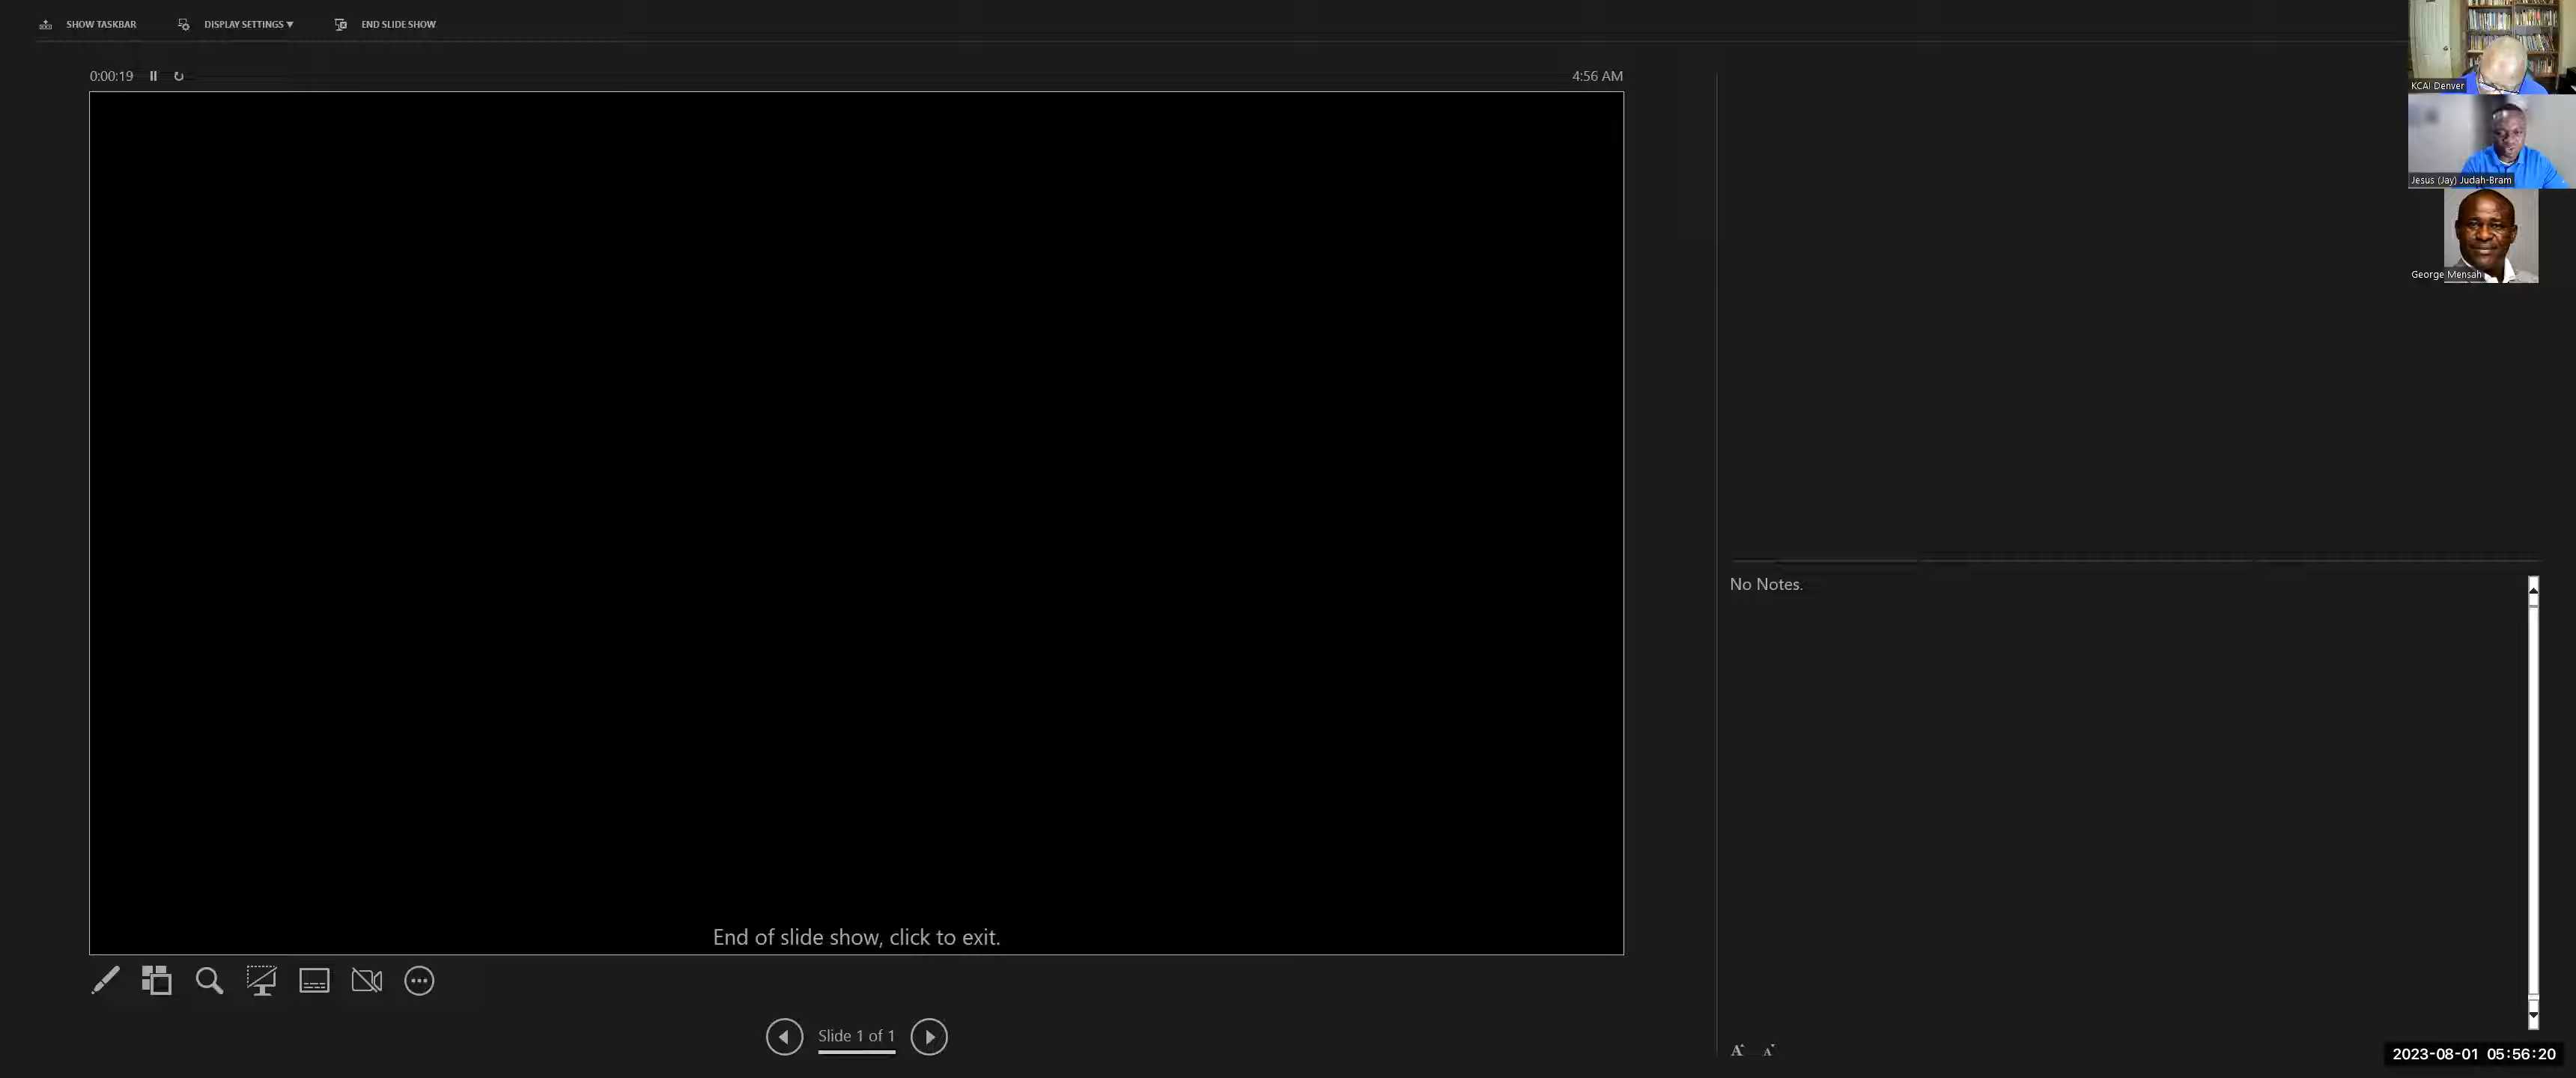 SHOW TASKBAR
DISPLAY SETTINGS ▼
END SLIDE SHOW
0:00:19
4:56 AM
KCAI Denver
Jesus (Jay) Judah-Bram
George Mensah
End of slide show, click to exit.
No Notes.
Slide 1 of 1
A A
2023-08-01 05:56:20